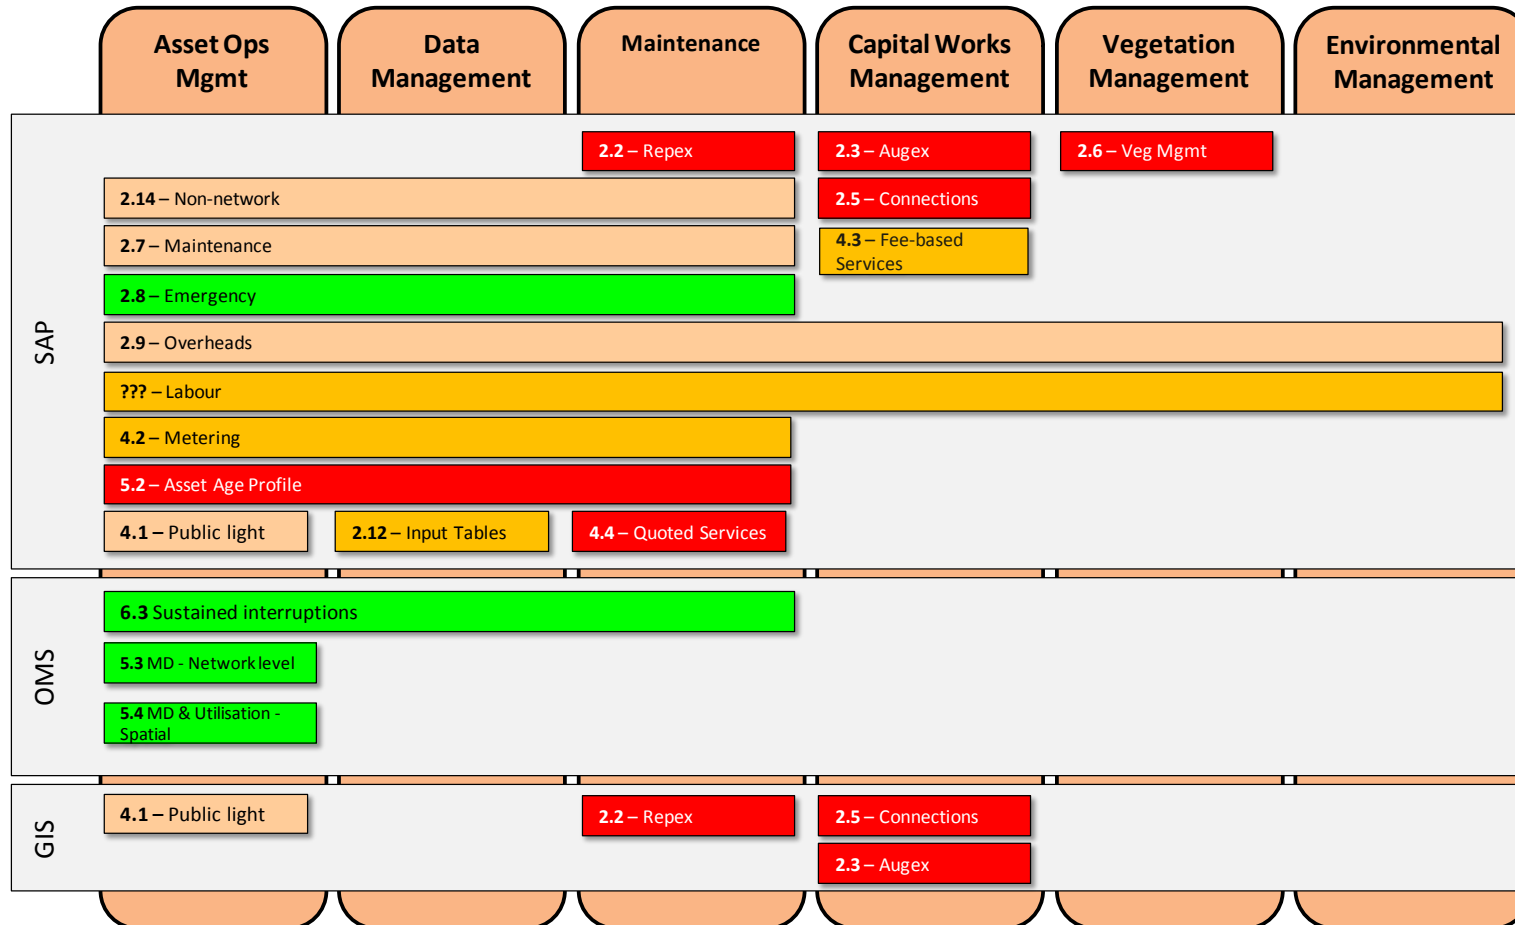 Asset Ops
Mgmt
Data
Management
Maintenance
Capital Works
Management
Vegetation
Management
Environmental
Management
SAP
2.2 – Repex
2.3 – Augex
2.6 – Veg Mgmt
2.14 – Non-network
2.5 – Connections
2.7 – Maintenance
4.3 – Fee-based
Services
2.8 – Emergency
2.9 – Overheads
??? – Labour
4.2 – Metering
5.2 – Asset Age Profile
4.1 – Public light
2.12 – Input Tables
4.4 – Quoted Services
OMS
6.3 Sustained interruptions
5.3 MD - Network level
5.4 MD & Utilisation -
Spatial
GIS
4.1 – Public light
2.2 – Repex
2.5 – Connections
2.3 – Augex